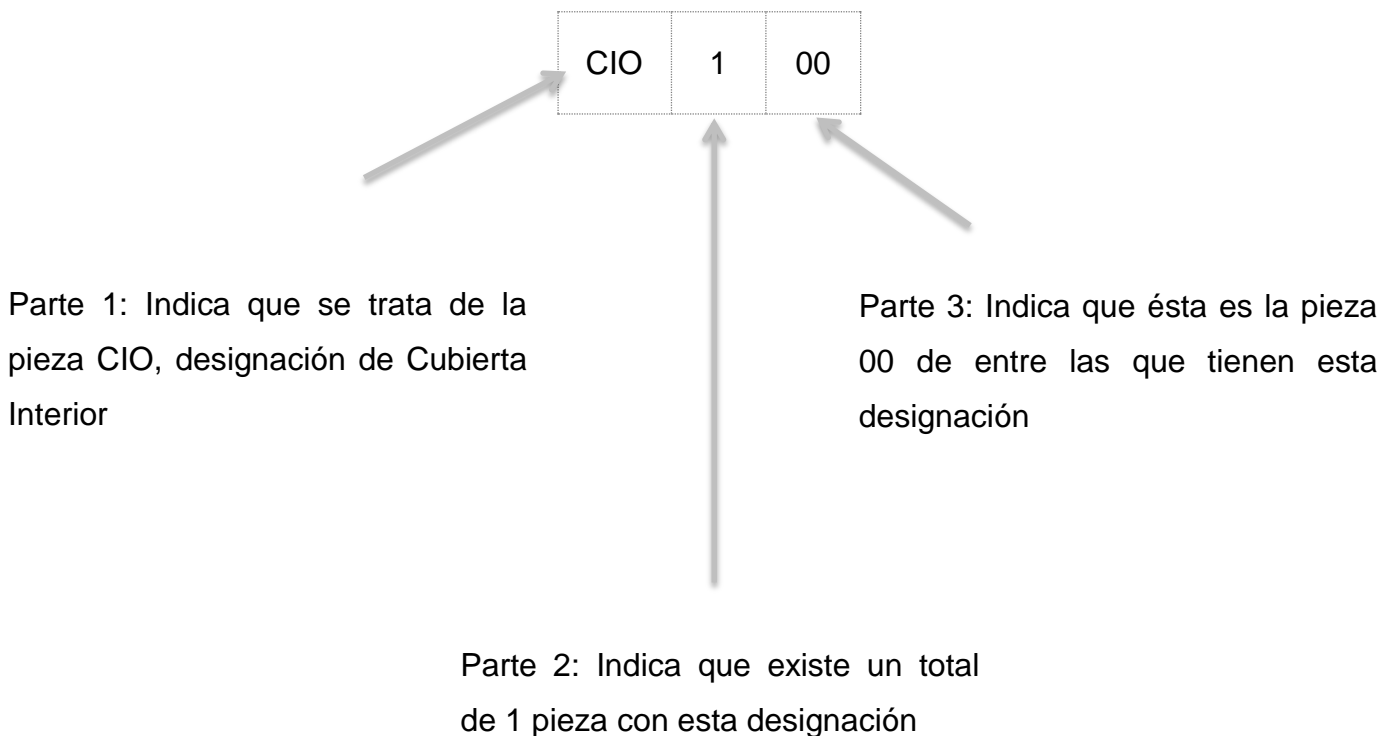 CIO 1 00
Parte 1: Indica que se trata de la
pieza CIO, designación de Cubierta
Interior
Parte 3: Indica que ésta es la pieza
00 de entre las que tienen esta
designación
Parte 2: Indica que existe un total
de 1 pieza con esta designación